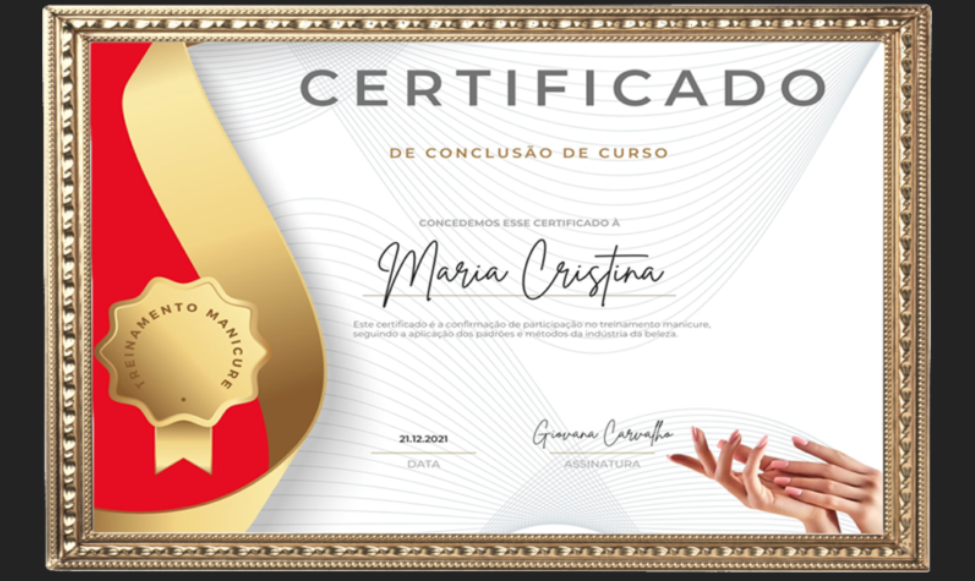 CERTIFICADO
DE CONCLUSÃO DE CURSO
CONCEDEMOS ESSE CERTIFICADO À
Maria Cristina
Este certificado é a confirmação de participação no treinamento manicure,
seguindo a aplicação dos padrões e métodos da indústria da beleza.
TREINAMENTO MANICURE
21.12.2021
Giovana Carvalho
DATA
ASSINATURA